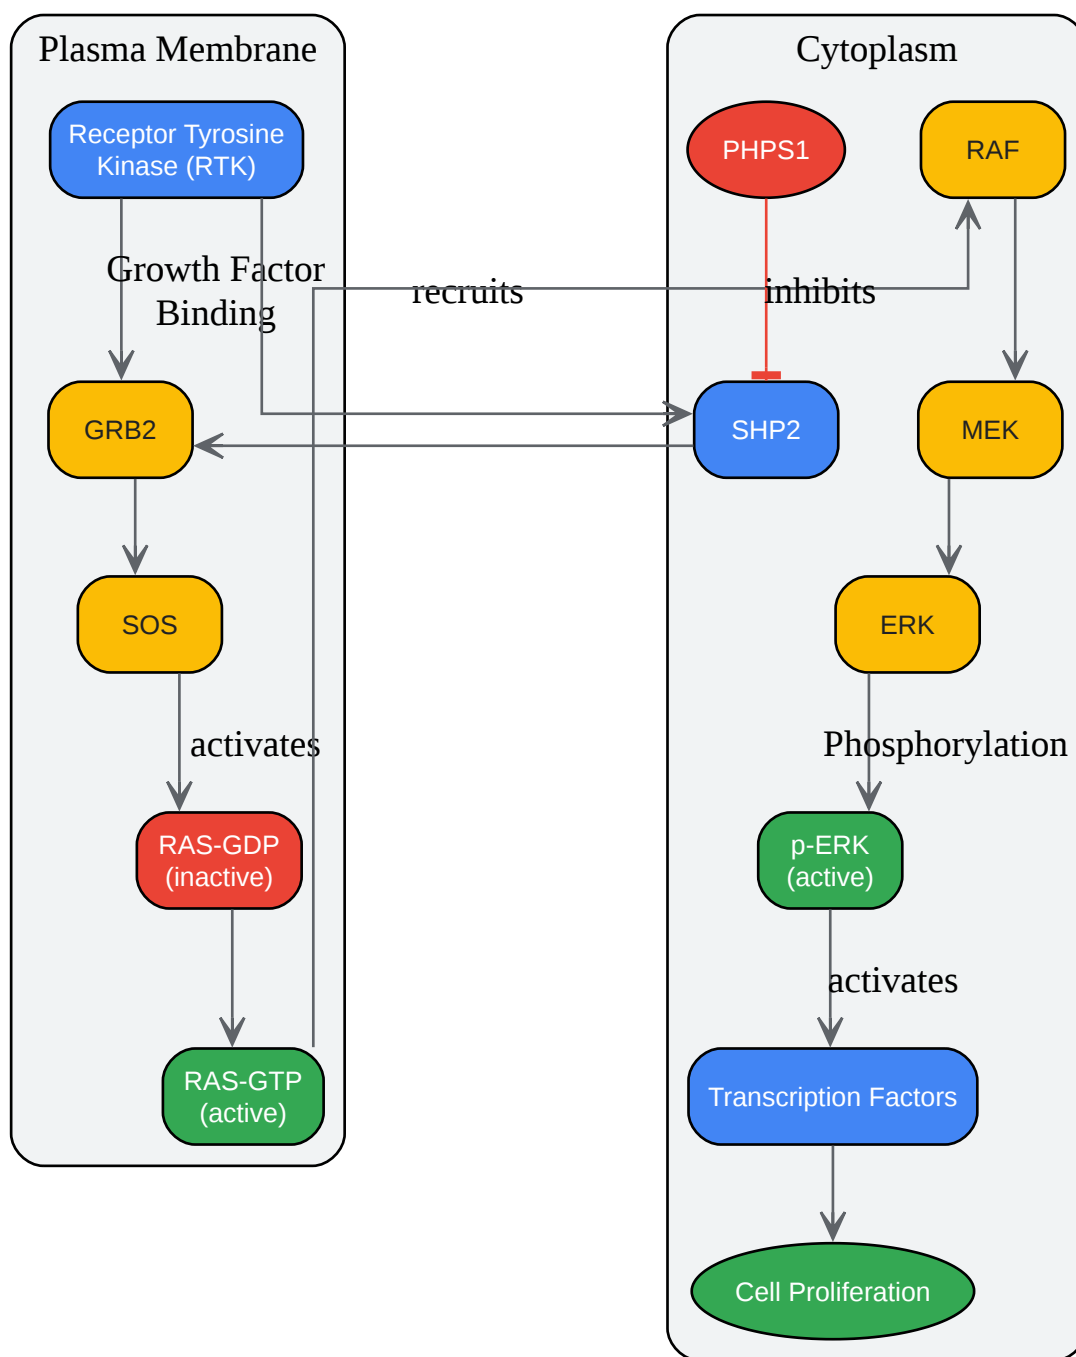 Plasma Membrane
Receptor Tyrosine
Kinase (RTK)
Growth Factor
Binding
GRB2
SOS
activates
RAS-GDP
(inactive)
RAS-GTP
(active)
recruits
Cytoplasm
PHPS1
RAF
inhibits
SHP2
MEK
ERK
Phosphorylation
p-ERK
(active)
activates
Transcription Factors
Cell Proliferation